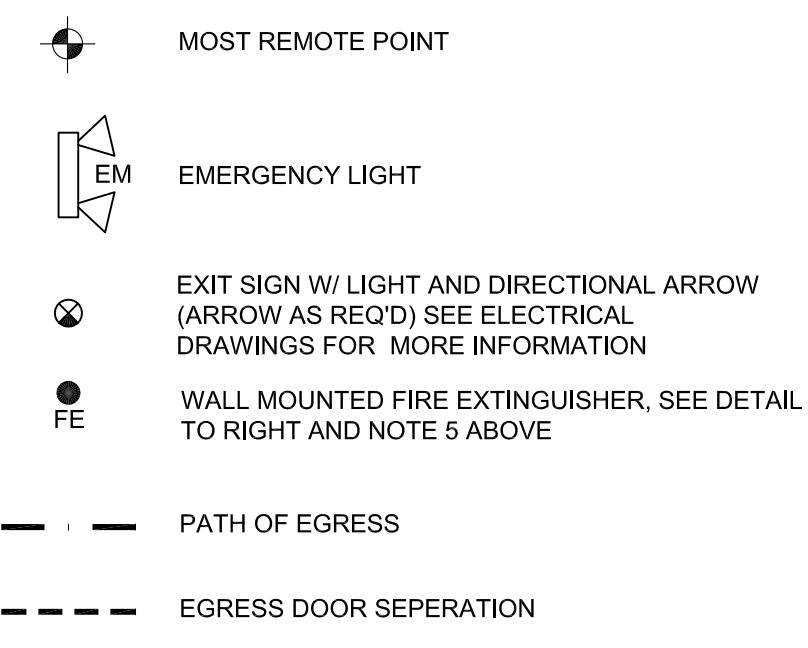 MOST REMOTE POINT
EM
EMERGENCY LIGHT
EXIT SIGN W/ LIGHT AND DIRECTIONAL ARROW
(ARROW AS REQ'D) SEE ELECTRICAL
DRAWINGS FOR MORE INFORMATION
FE
WALL MOUNTED FIRE EXTINGUISHER, SEE DETAIL
TO RIGHT AND NOTE 5 ABOVE
PATH OF EGRESS
EGRESS DOOR SEPERATION